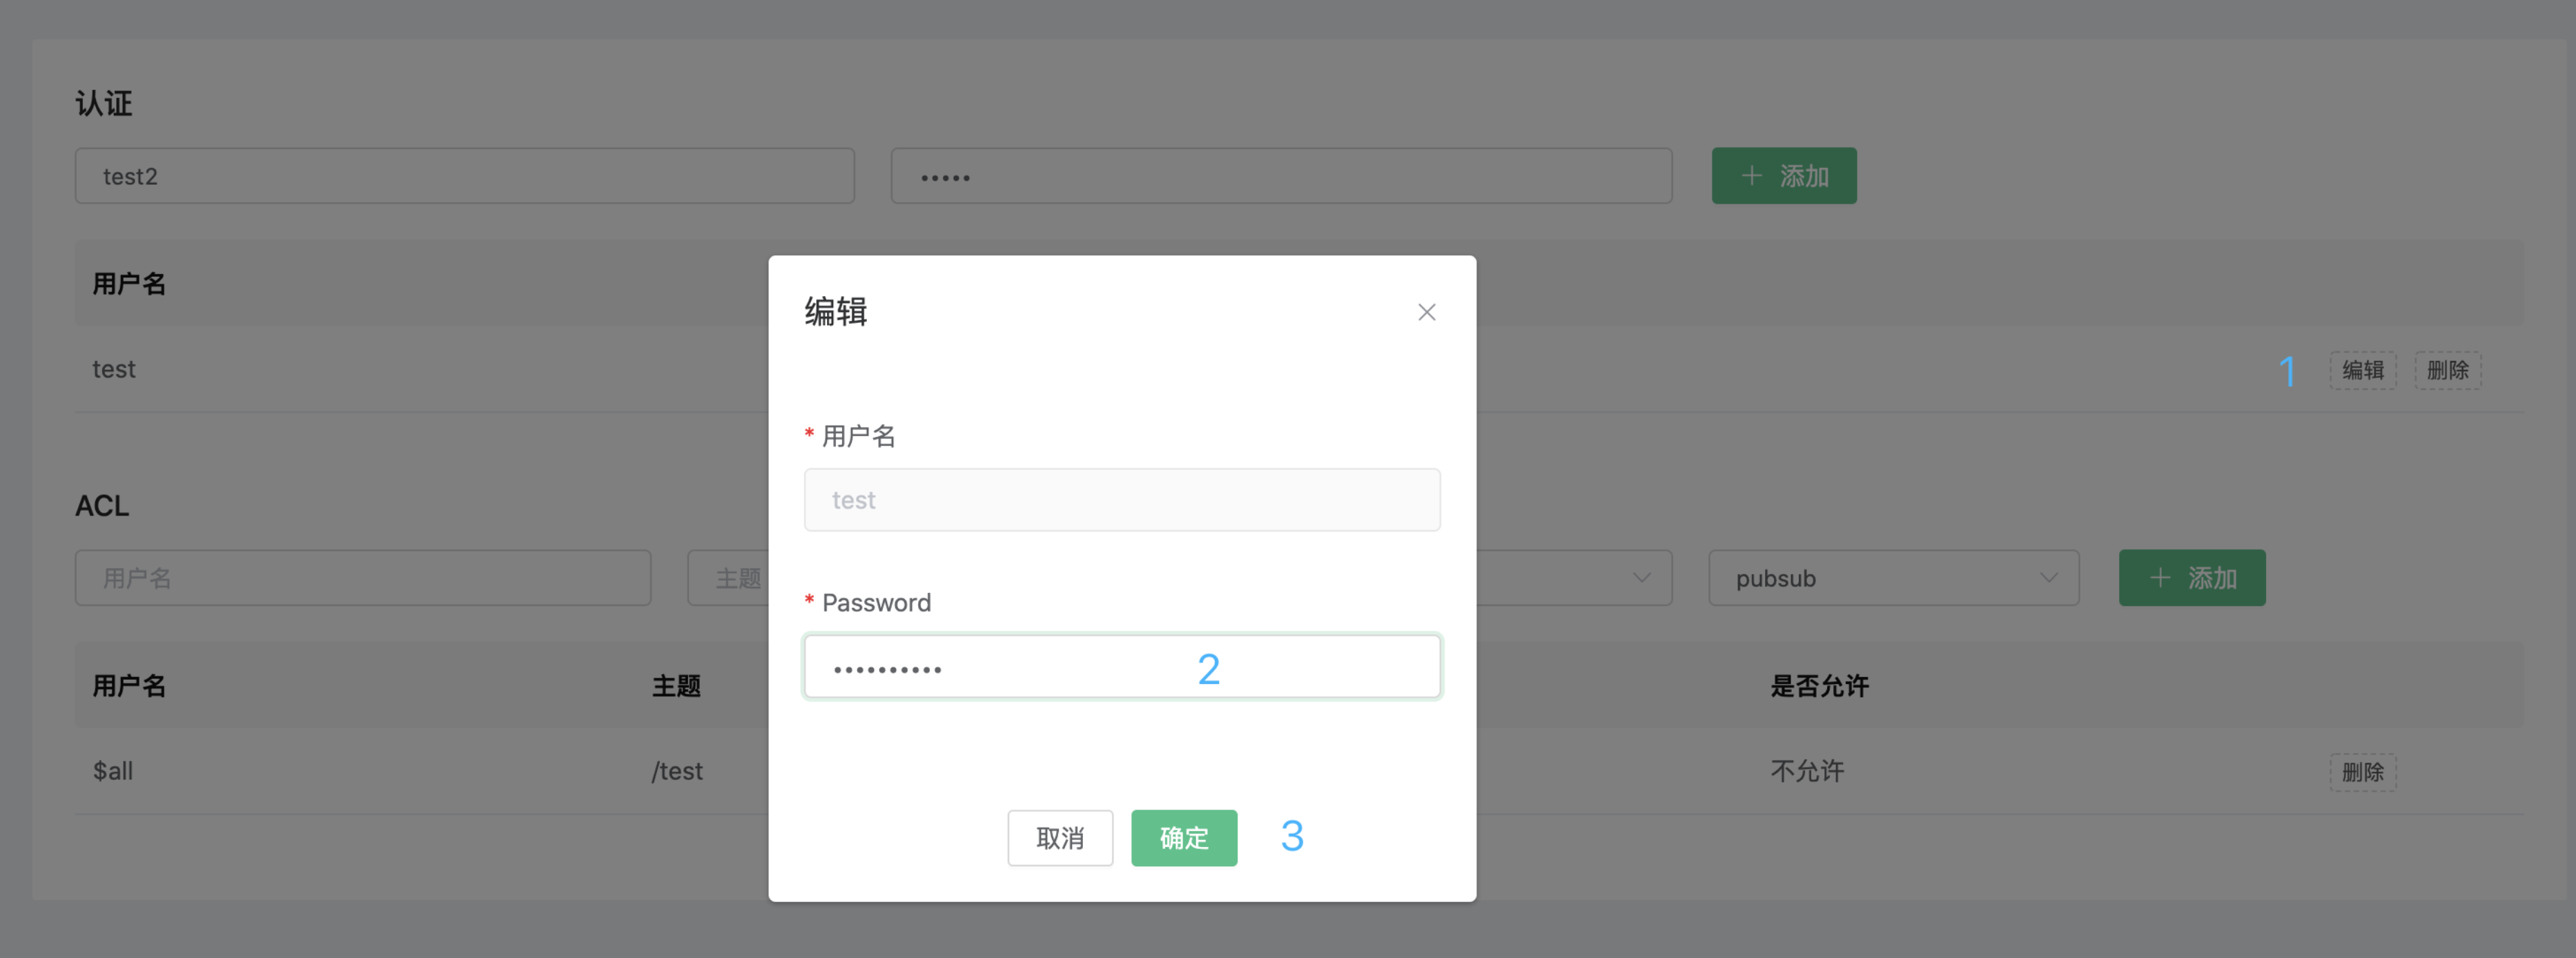 认证
test2 ••••• + 添加
用户名
test 1 编辑 删除
编辑
* 用户名
test
* Password
•••••••••• 2
取消 确定 3
ACL
用户名 主题 pubsub + 添加
用户名 主题 是否允许
$all /test 不允许 删除